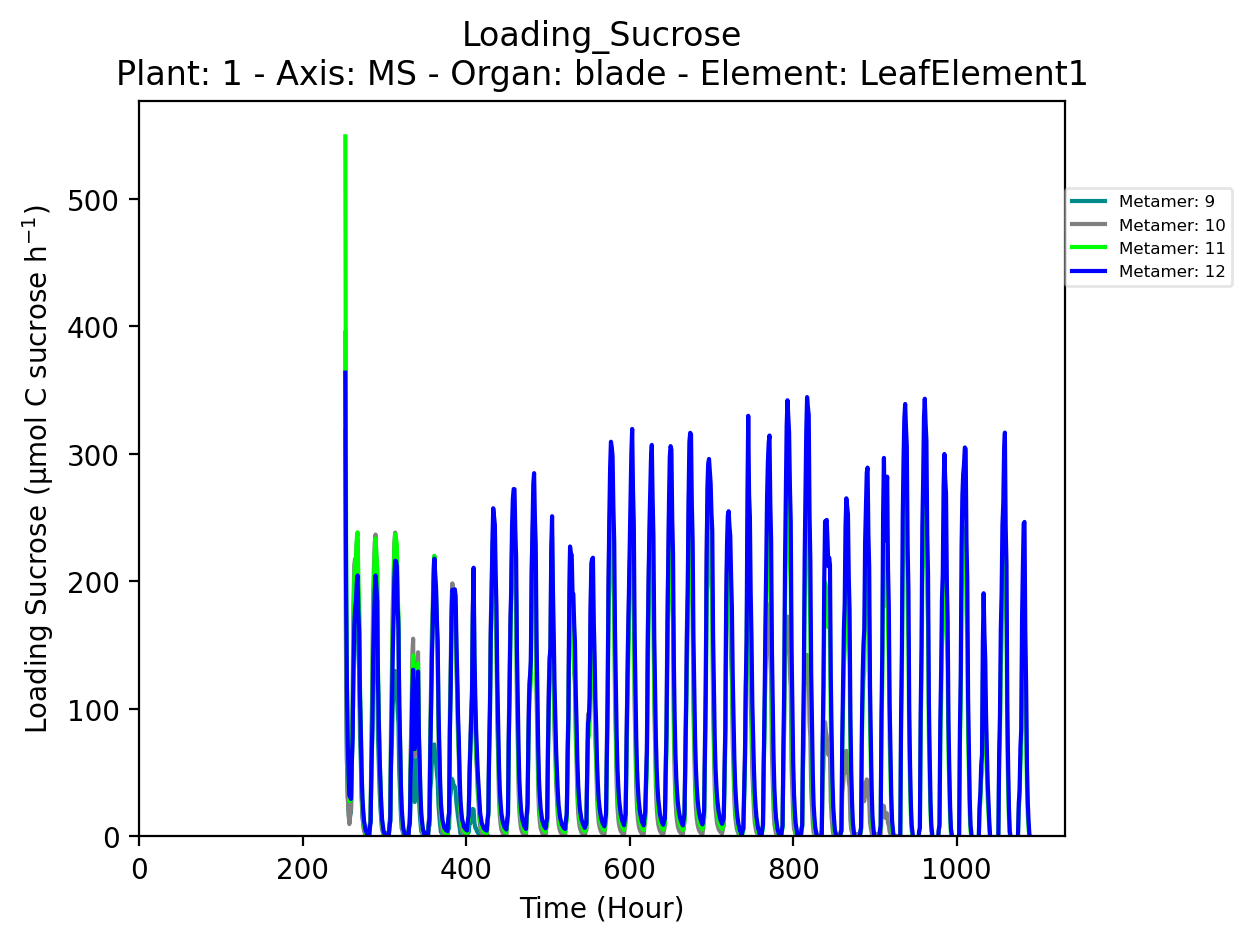 Loading_Sucrose
Plant: 1 - Axis: MS - Organ: blade - Element: LeafElement1
500
400
300
200
100
0
Loading Sucrose (µmol C sucrose h⁻¹)
Metamer: 9
Metamer: 10
Metamer: 11
Metamer: 12
0 200 400 600 800 1000
Time (Hour)